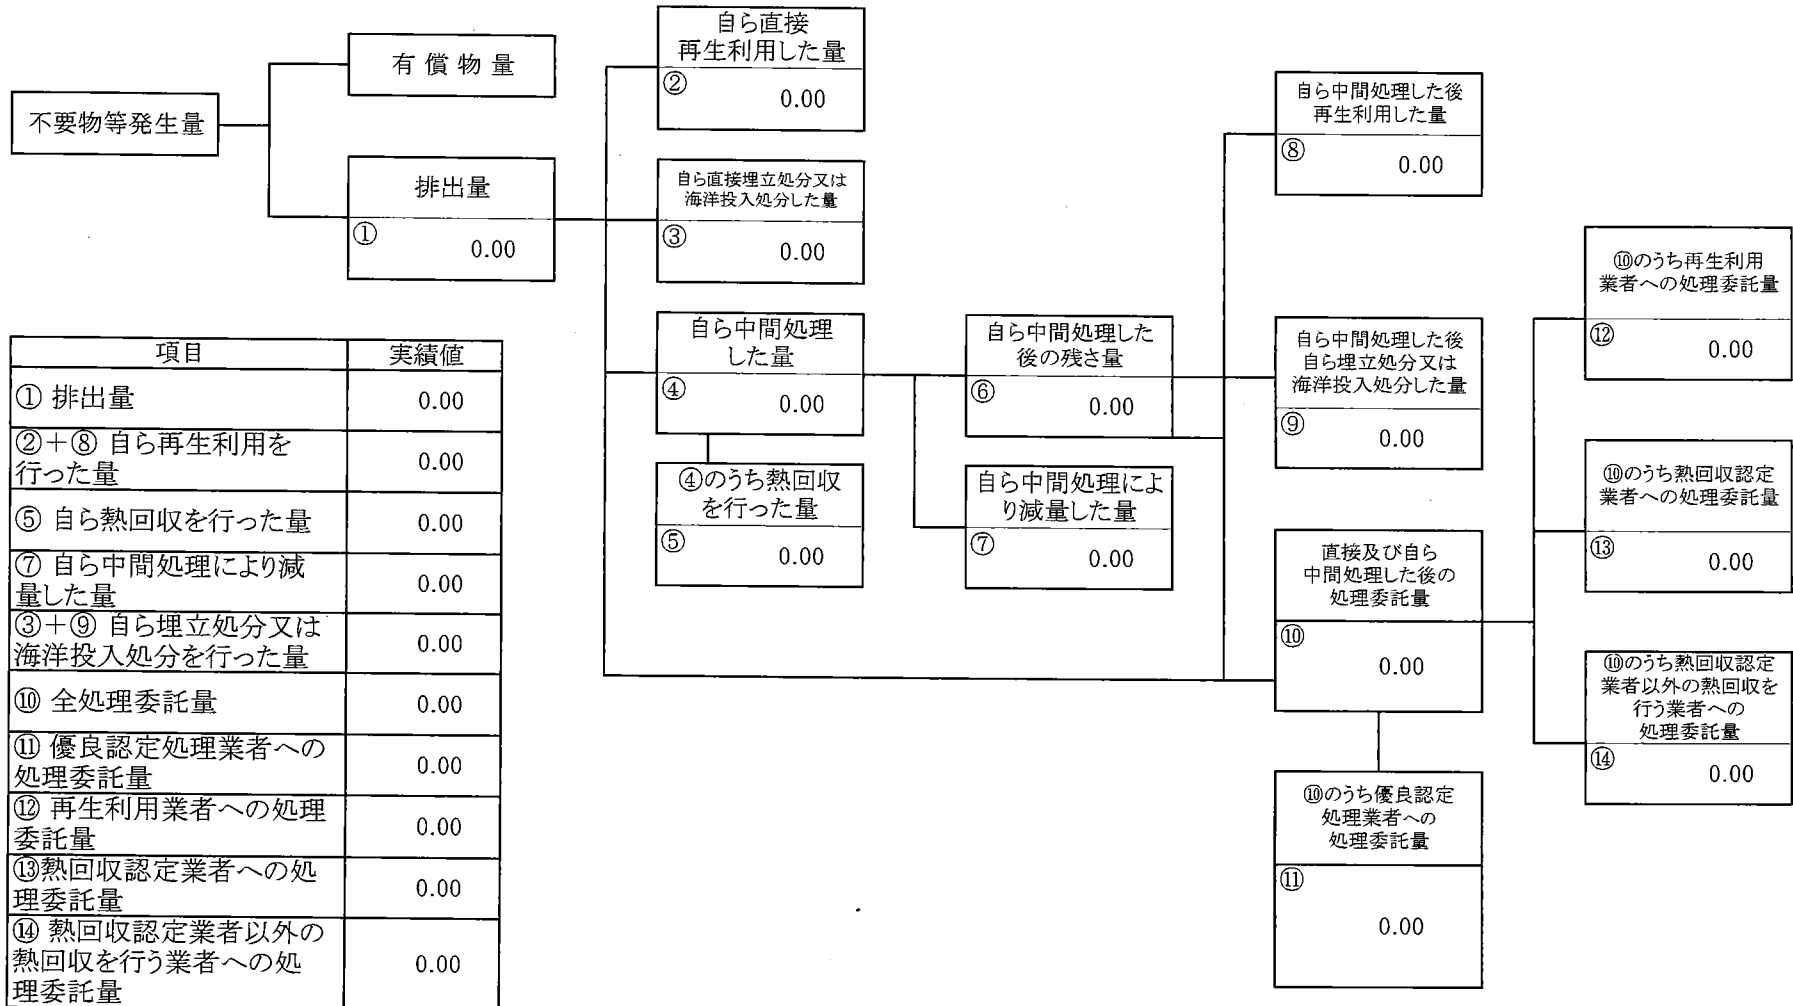 不要物等発生量
有償物量
排出量
①
0.00
自ら直接
再生利用した量
②
0.00
自ら直接埋立処分又は
海洋投入処分した量
③
0.00
自ら中間処理
した量
④
0.00
④のうち熱回収
を行った量
⑤
0.00
自ら中間処理した
後の残さ量
⑥
0.00
自ら中間処理によ
り減量した量
⑦
0.00
自ら中間処理した後
再生利用した量
⑧
0.00
自ら中間処理した後
自ら埋立処分又は
海洋投入処分した量
⑨
0.00
直接及び自ら
中間処理した後の
処理委託量
⑩
0.00
⑩のうち優良認定
処理業者への
処理委託量
⑪
0.00
⑩のうち再生利用
業者への処理委託量
⑫
0.00
⑩のうち熱回収認定
業者への処理委託量
⑬
0.00
⑩のうち熱回収認定
業者以外の熱回収を
行う業者への
処理委託量
⑭
0.00
項目 実績値
① 排出量 0.00
②+⑧ 自ら再生利用を
行った量 0.00
⑤ 自ら熱回収を行った量 0.00
⑦ 自ら中間処理により減
量した量 0.00
③+⑨ 自ら埋立処分又は
海洋投入処分を行った量 0.00
⑩ 全処理委託量 0.00
⑪ 優良認定処理業者への
処理委託量 0.00
⑫ 再生利用業者への処理
委託量 0.00
⑬熱回収認定業者への処
理委託量 0.00
⑭ 熱回収認定業者以外の
熱回収を行う業者への処
理委託量 0.00